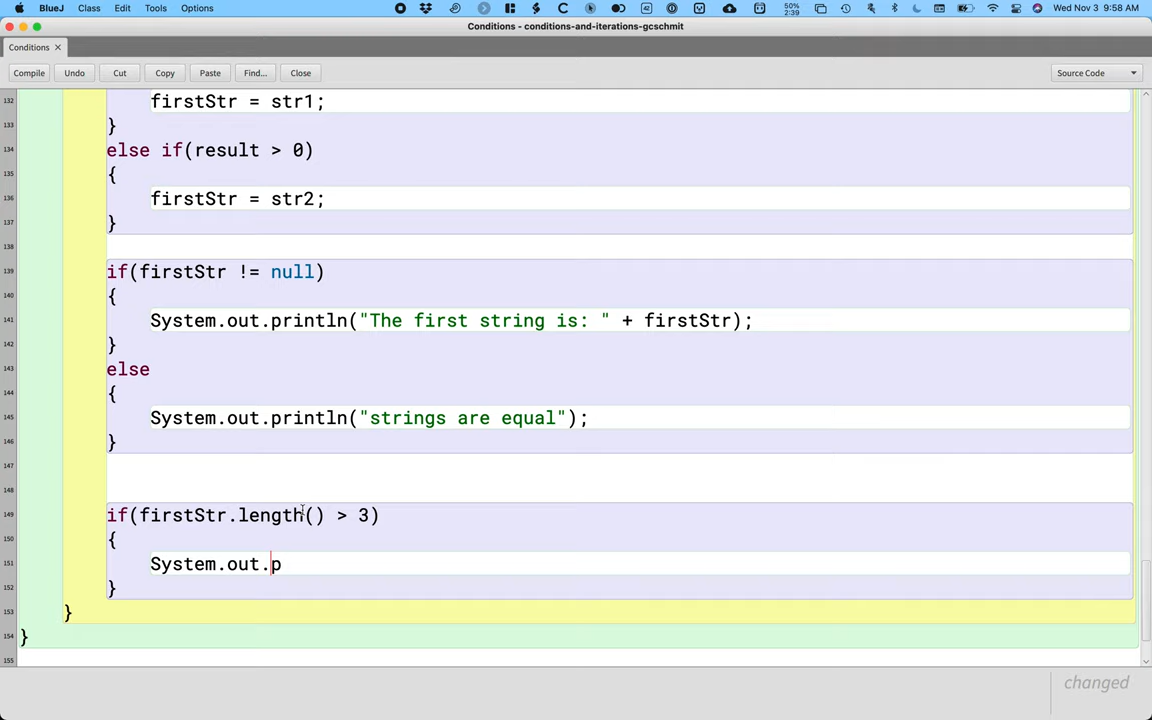 BlueJ Class Edit Tools Options 42 50% 2:39 Wed Nov 3 9:58 AM
Conditions - conditions-and-iterations-gcschmit
Conditions ×
Compile Undo Cut Copy Paste Find... Close Source Code
132 firstStr = str1;
133 }
134 else if(result > 0)
135 {
136 firstStr = str2;
137 }
138
139 if(firstStr != null)
140 {
141 System.out.println("The first string is: " + firstStr);
142 }
143 else
144 {
145 System.out.println("strings are equal");
146 }
147
148
149 if(firstStr.length() > 3)
150 {
151 System.out.p
152 }
153 }
154 }
155
changed